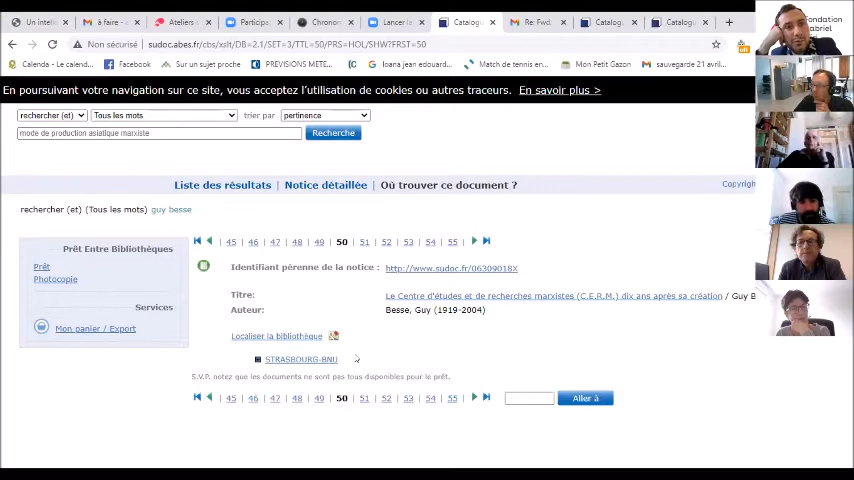 Un intelle
à faire -
Ateliers d
Particip
Chronon
Lancer la
Catalog
Re: Fwd:
Catalogu
Catalogu
Non sécurisé
sudoc.abes.fr/cbs/xslt/DB=2.1/SET=3/TTL=50/PRS=HOL/SHW?FRST=50
Calenda - Le calend...
Facebook
Sur un sujet proche
PREVISIONS METE...
Ioana jean edouard...
Match de tennis en...
Mon Petit Gazon
sauvegarde 21 avril...
off
ondation
abriel
En poursuivant votre navigation sur ce site, vous acceptez l'utilisation de cookies ou autres traceurs. En savoir plus >
rechercher (et) Tous les mots trier par pertinence
mode de production asiatique marxiste Recherche
Liste des résultats | Notice détaillée | Où trouver ce document ? Copyrigh
rechercher (et) (Tous les mots) guy besse
Prêt Entre Bibliothèques
Prêt
Photocopie
Services
Mon panier / Export
| 45 | 46 | 47 | 48 | 49 | 50 | 51 | 52 | 53 | 54 | 55 |
Identifiant pérenne de la notice : http://www.sudoc.fr/06309018X
Titre: Le Centre d'études et de recherches marxistes (C.E.R.M.) dix ans après sa création / Guy B
Auteur: Besse, Guy (1919-2004)
Localiser la bibliothèque
STRASBOURG-BNU
S.V.P. notez que les documents ne sont pas tous disponibles pour le prêt.
| 45 | 46 | 47 | 48 | 49 | 50 | 51 | 52 | 53 | 54 | 55 | Aller à